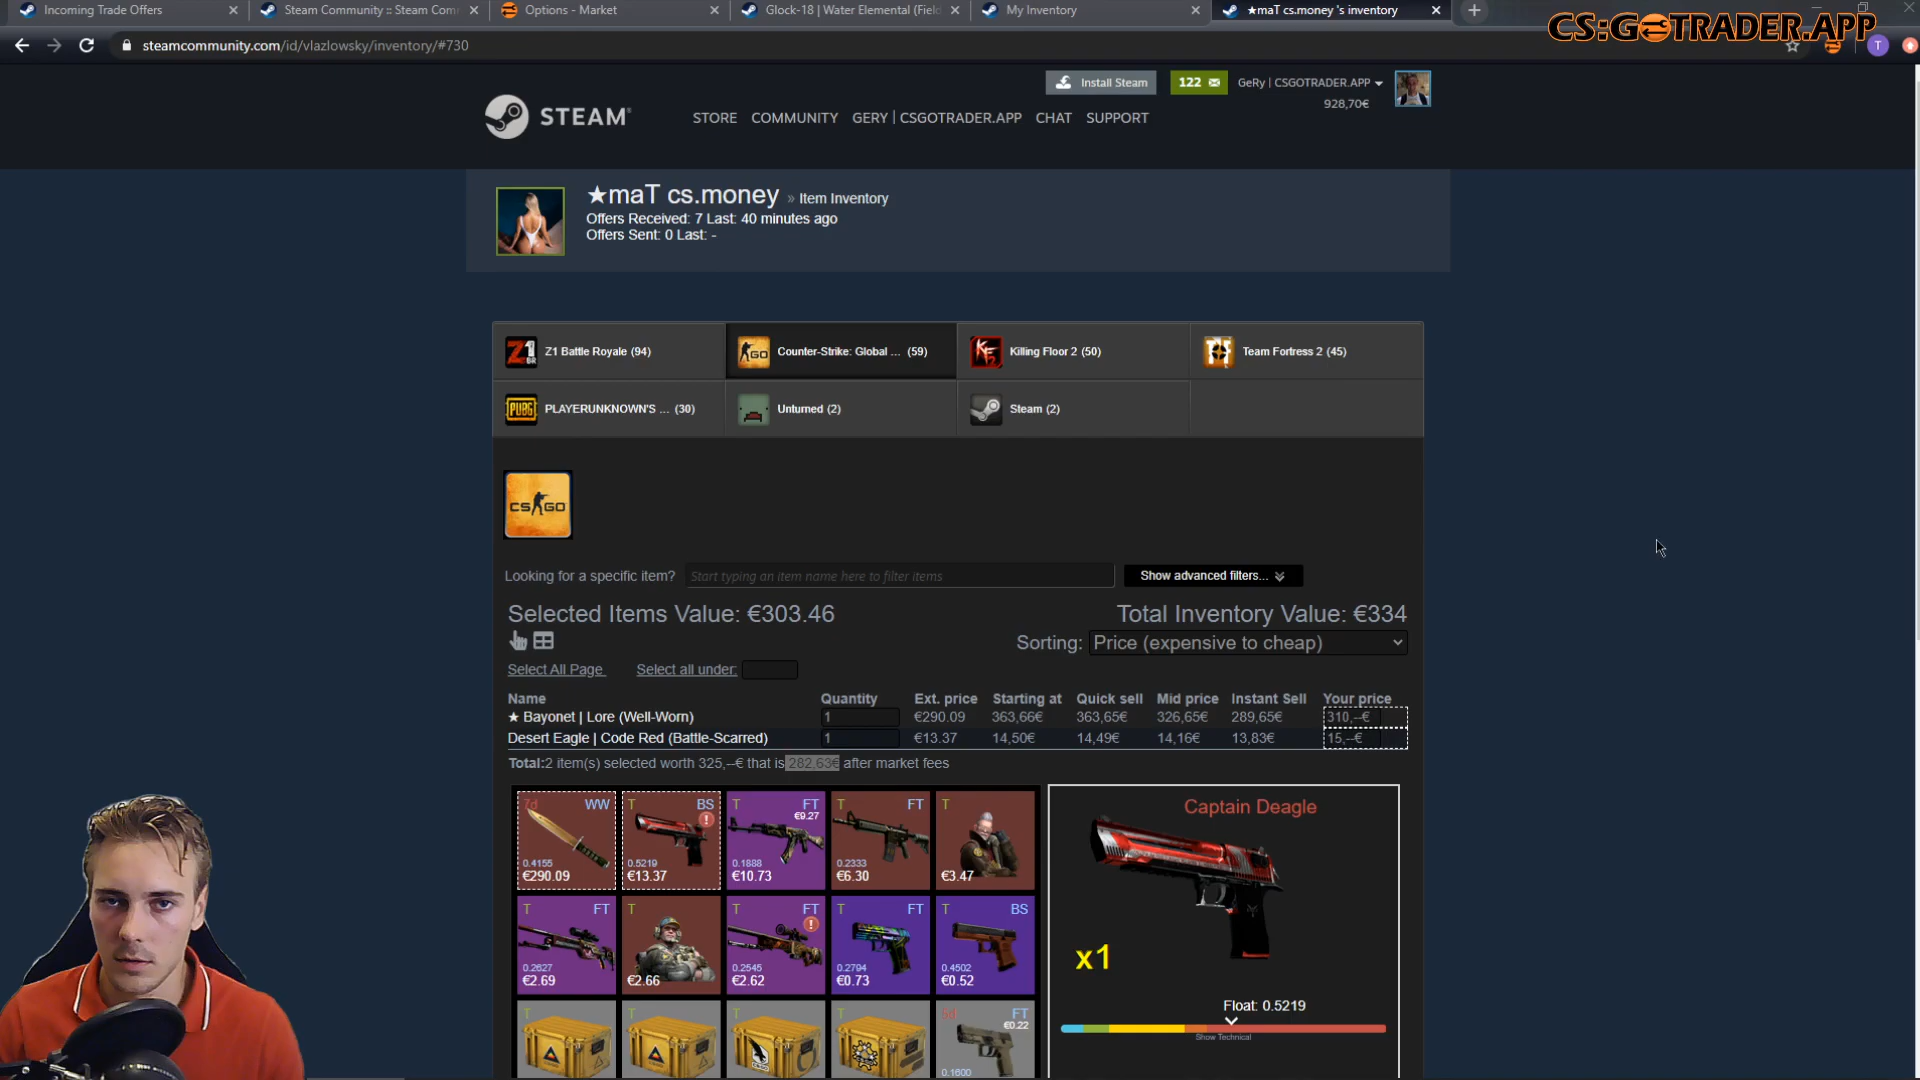 Incoming Trade Offers
Steam Community :: Steam Com
Options - Market
Glock-18 | Water Elemental (Field
My Inventory
★maT cs.money 's inventory
CS:GOTRADER.APP
steamcommunity.com/id/vlazlowsky/inventory/#730
T
Install Steam
122
GeRy | CSGOTRADER.APP
928,70€
STEAM®
STORE COMMUNITY GERY | CSGOTRADER.APP CHAT SUPPORT
★maT cs.money » Item Inventory
Offers Received: 7 Last: 40 minutes ago
Offers Sent: 0 Last: -
Z1 Battle Royale (94)
Counter-Strike: Global ... (59)
Killing Floor 2 (50)
Team Fortress 2 (45)
PLAYERUNKNOWN'S ... (30)
Unturned (2)
Steam (2)
CS GO
Looking for a specific item?
Start typing an item name here to filter items
Show advanced filters...
Selected Items Value: €303.46
Total Inventory Value: €334
Sorting: Price (expensive to cheap)
Select All Page
Select all under:
Name Quantity Ext. price Starting at Quick sell Mid price Instant Sell Your price
★ Bayonet | Lore (Well-Worn) 1 €290.09 363,66€ 363,65€ 326,65€ 289,65€ 310,--€
Desert Eagle | Code Red (Battle-Scarred) 1 €13.37 14,50€ 14,49€ 14,16€ 13,83€ 15,--€
Total:2 item(s) selected worth 325,--€ that is 282,63€ after market fees
7d WW
0.4155
€290.09
T BS
0.5219
€13.37
T FT
€9.27
0.1888
€10.73
T FT
0.2333
€6.30
T
€3.47
T FT
0.2627
€2.69
T
€2.66
T FT
0.2545
€2.62
T FT
0.2794
€0.73
T BS
0.4502
€0.52
T
T
T
T
5d FT
€0.22
0.1600
Captain Deagle
x1
Float: 0.5219
Show Technical